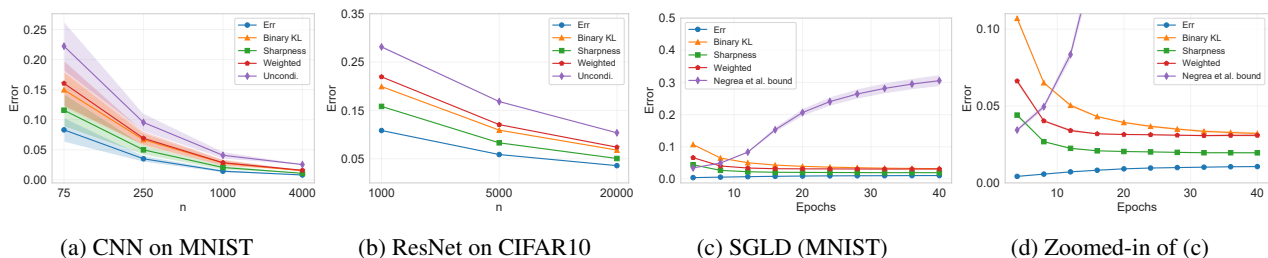 Error
0.25
0.20
0.15
0.10
0.05
0.00
Err
Binary KL
Sharpness
Weighted
Uncondi.
75
250
1000
4000
n
(a) CNN on MNIST
Error
0.35
0.25
0.15
0.05
Err
Binary KL
Sharpness
Weighted
Uncondi.
1000
5000
20000
n
(b) ResNet on CIFAR10
Error
0.5
0.4
0.3
0.2
0.1
0.0
Err
Binary KL
Sharpness
Weighted
Negrea et al. bound
10
20
30
40
Epochs
(c) SGLD (MNIST)
Error
0.10
0.05
0.00
Err
Binary KL
Sharpness
Weighted
Negrea et al. bound
10
20
30
40
Epochs
(d) Zoomed-in of (c)